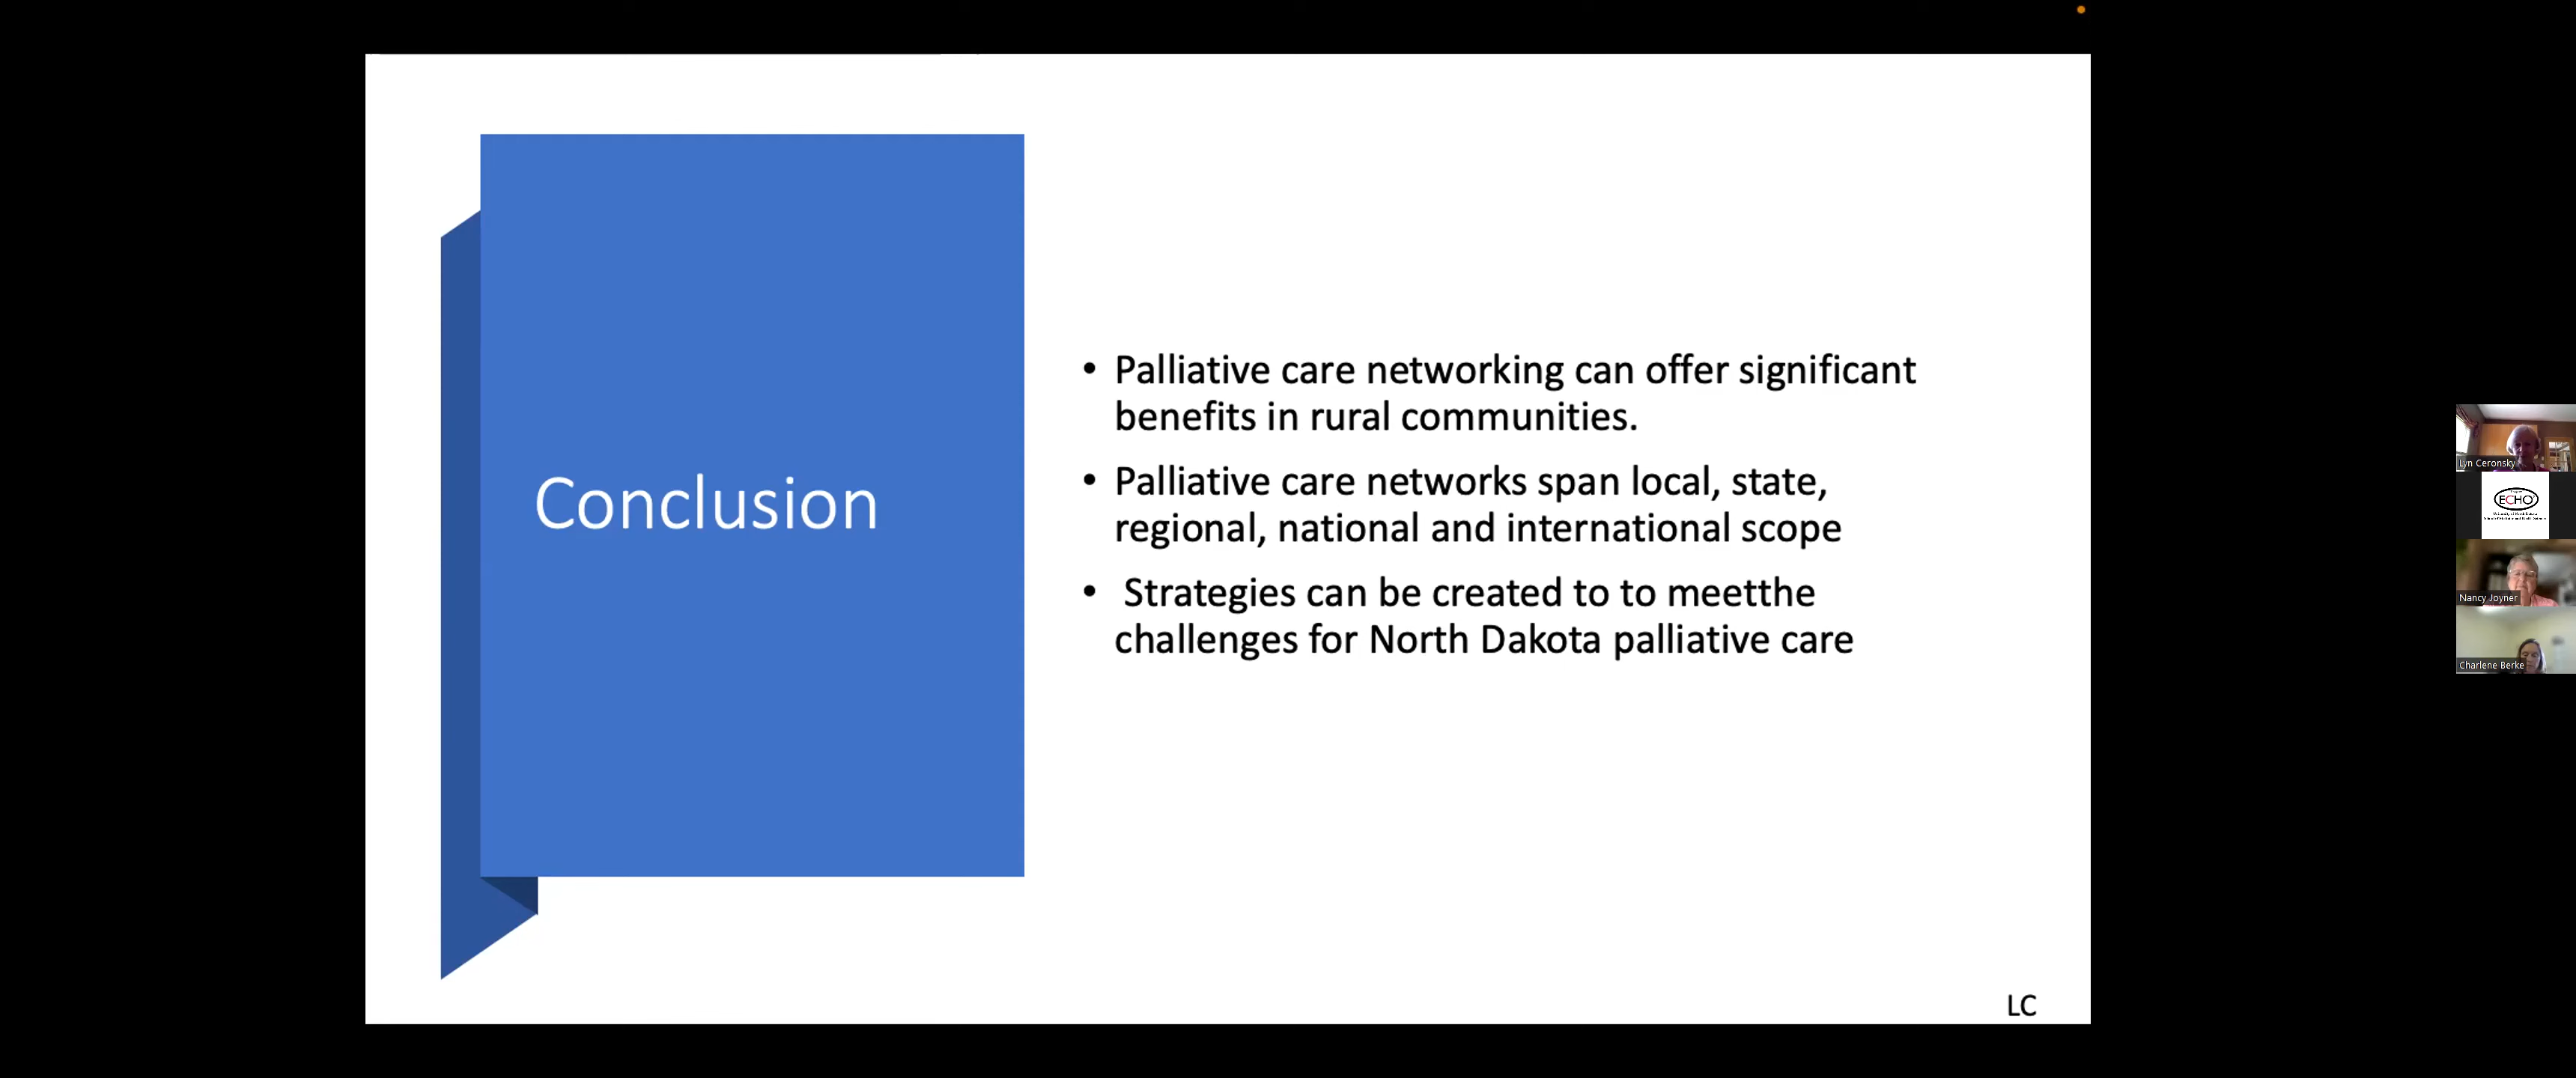 Conclusion
• Palliative care networking can offer significant
benefits in rural communities.
• Palliative care networks span local, state,
regional, national and international scope
• Strategies can be created to to meetthe
challenges for North Dakota palliative care
LC
Lyn Ceronsky
ECHO
Nancy Joyner
Charlene Berke